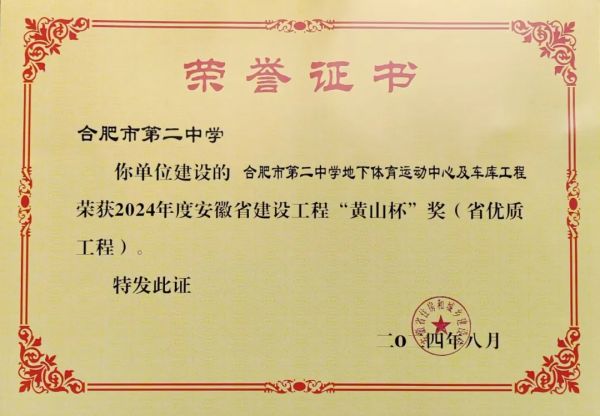 荣誉证书
合肥市第二中学
你单位建设的 合肥市第二中学地下体育运动中心及车库工程
荣获2024年度安徽省建设工程“黄山杯”奖（省优质
工程）。
特发此证
二〇二四年八月